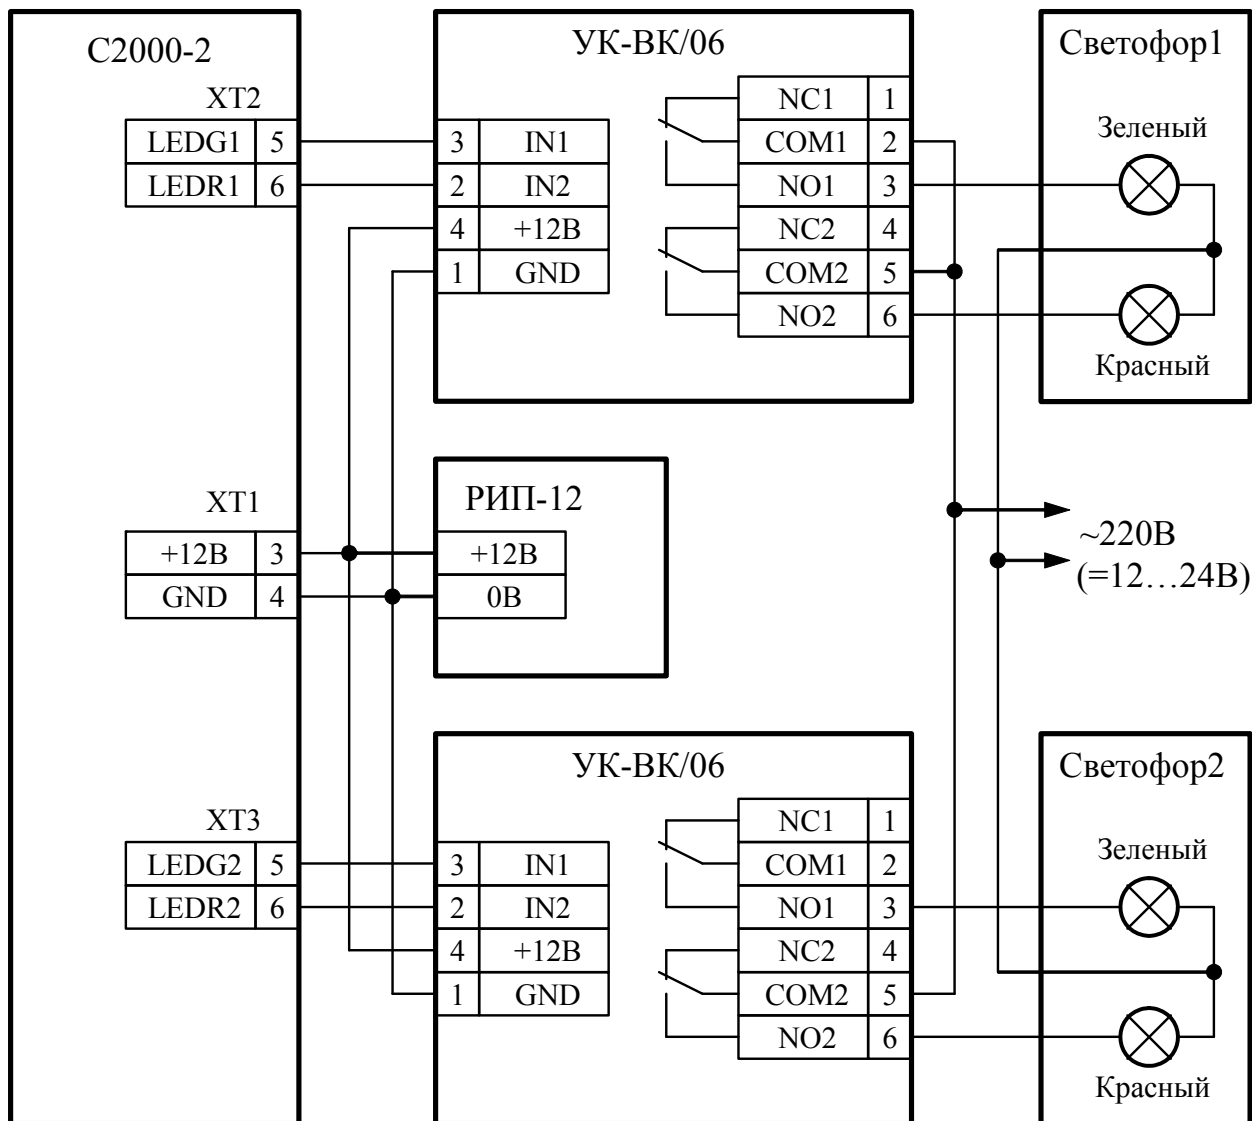 С2000-2
XT2
LEDG1 5
LEDR1 6
XT1
+12В 3
GND 4
XT3
LEDG2 5
LEDR2 6
УК-ВК/06
3 IN1
2 IN2
4 +12В
1 GND
NC1 1
COM1 2
NO1 3
NC2 4
COM2 5
NO2 6
РИП-12
+12В
0В
УК-ВК/06
3 IN1
2 IN2
4 +12В
1 GND
NC1 1
COM1 2
NO1 3
NC2 4
COM2 5
NO2 6
Светофор1
Зеленый
Красный
~220В
(=12…24В)
Светофор2
Зеленый
Красный